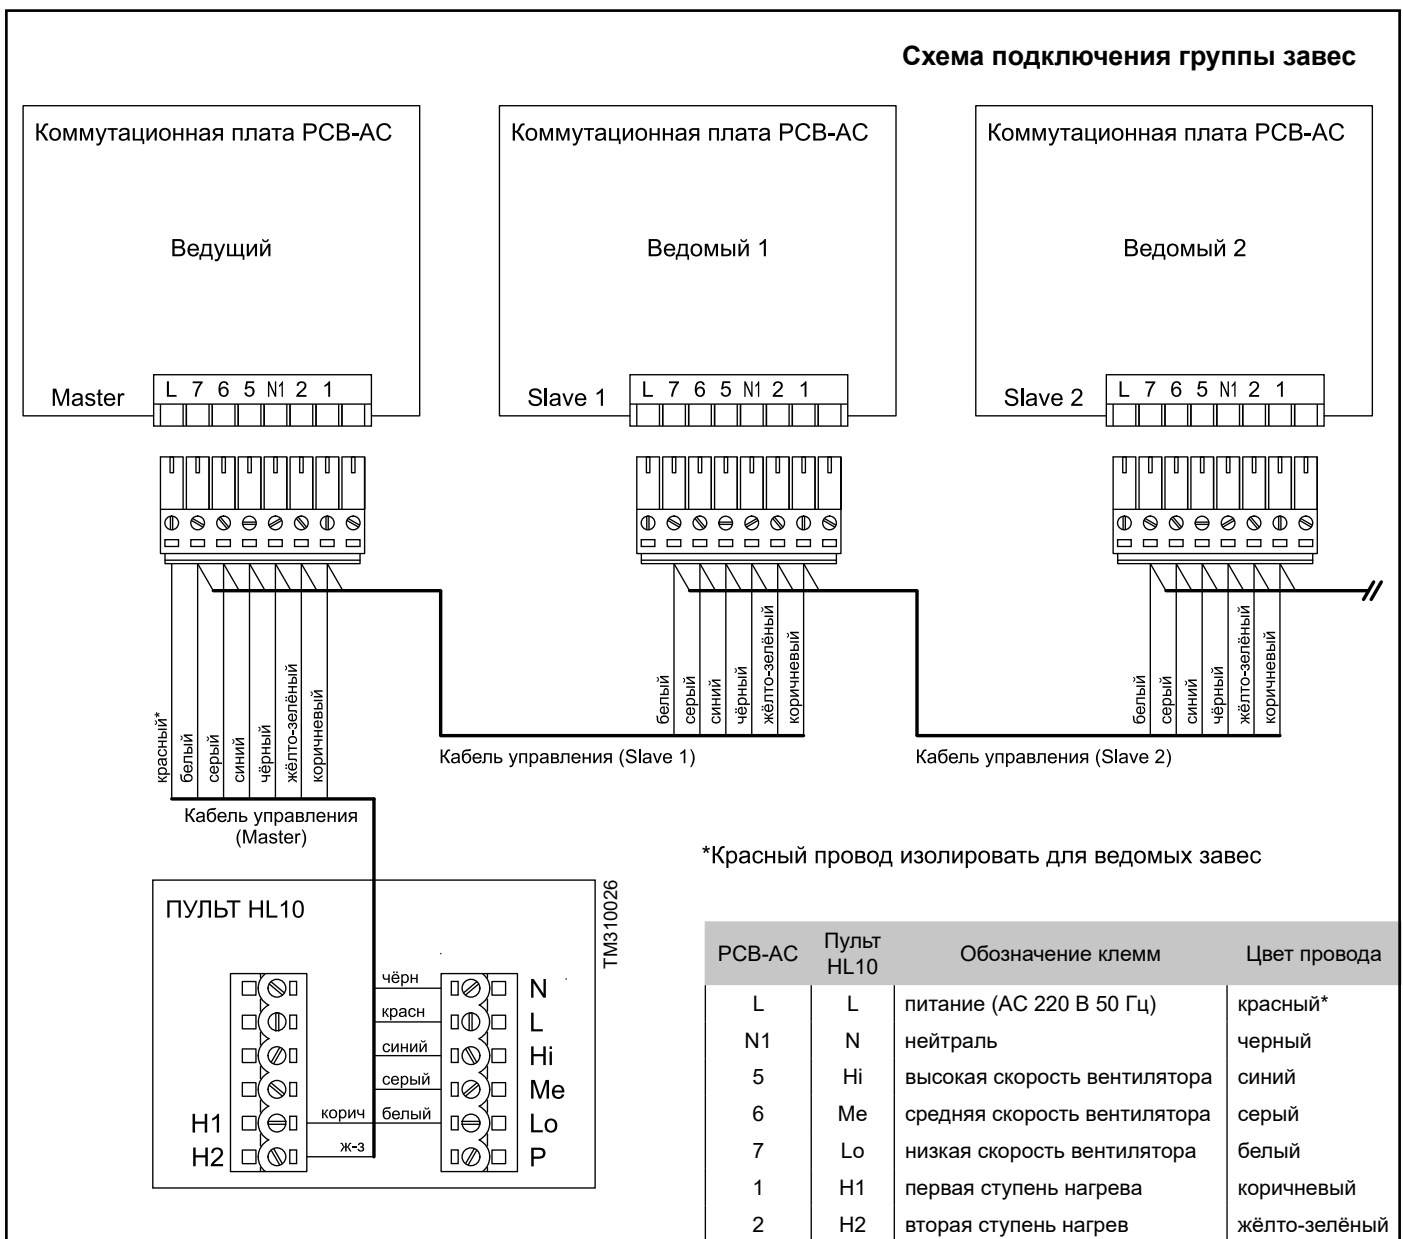 Схема подключения группы завес
Коммутационная плата PCB-AC
Ведущий
Master
L 7 6 5 N1 2 1
Коммутационная плата PCB-AC
Ведомый 1
Slave 1
L 7 6 5 N1 2 1
Коммутационная плата PCB-AC
Ведомый 2
Slave 2
L 7 6 5 N1 2 1
красный*
белый
серый
синий
чёрный
жёлто-зелёный
коричневый
Кабель управления
(Master)
белый
серый
синий
чёрный
жёлто-зелёный
коричневый
Кабель управления (Slave 1)
белый
серый
синий
чёрный
жёлто-зелёный
коричневый
Кабель управления (Slave 2)
*Красный провод изолировать для ведомых завес
ПУЛЬТ HL10
TM310026
чёрн N
красн L
синий Hi
серый Me
H1 корич белый Lo
H2 ж-з P
PCB-AC Пульт HL10 Обозначение клемм Цвет провода
L L питание (AC 220 В 50 Гц) красный*
N1 N нейтраль черный
5 Hi высокая скорость вентилятора синий
6 Me средняя скорость вентилятора серый
7 Lo низкая скорость вентилятора белый
1 H1 первая ступень нагрева коричневый
2 H2 вторая ступень нагрев жёлто-зелёный